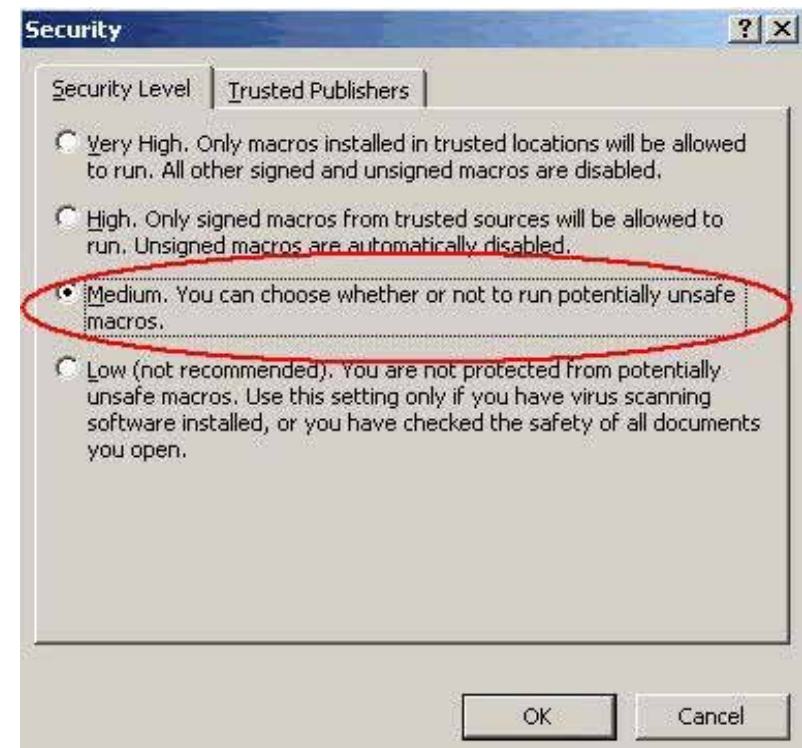 Security
Security Level
Trusted Publishers
Very High. Only macros installed in trusted locations will be allowed
to run. All other signed and unsigned macros are disabled.
High. Only signed macros from trusted sources will be allowed to
run. Unsigned macros are automatically disabled.
Medium. You can choose whether or not to run potentially unsafe
macros.
Low (not recommended). You are not protected from potentially
unsafe macros. Use this setting only if you have virus scanning
software installed, or you have checked the safety of all documents
you open.
OK
Cancel